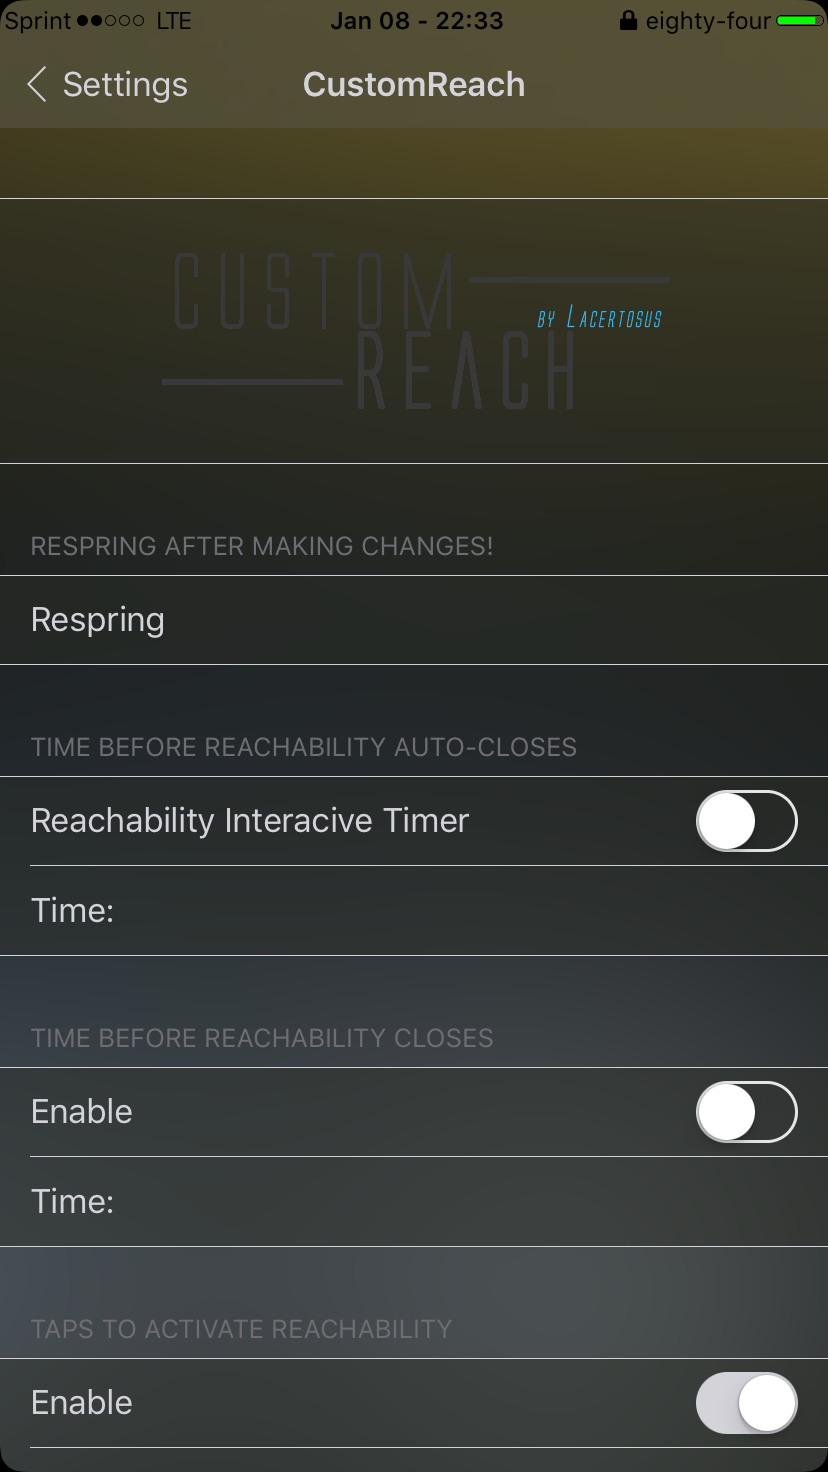 Sprint LTE Jan 08 - 22:33 eighty-four
Settings CustomReach
CUSTOM
by Lacertosus
REACH
RESPRING AFTER MAKING CHANGES!
Respring
TIME BEFORE REACHABILITY AUTO-CLOSES
Reachability Interacive Timer
Time:
TIME BEFORE REACHABILITY CLOSES
Enable
Time:
TAPS TO ACTIVATE REACHABILITY
Enable